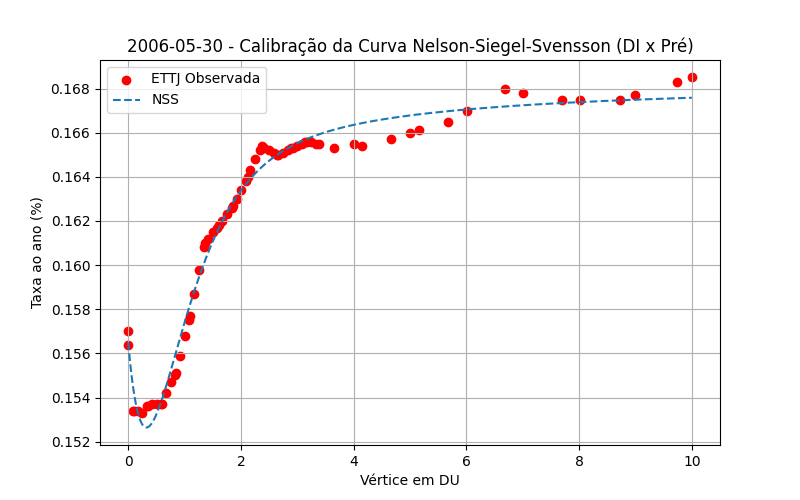 2006-05-30 - Calibração da Curva Nelson-Siegel-Svensson (DI x Pré)
ETTJ Observada
NSS
Taxa ao ano (%)
0.168
0.166
0.164
0.162
0.160
0.158
0.156
0.154
0.152
0 2 4 6 8 10
Vértice em DU